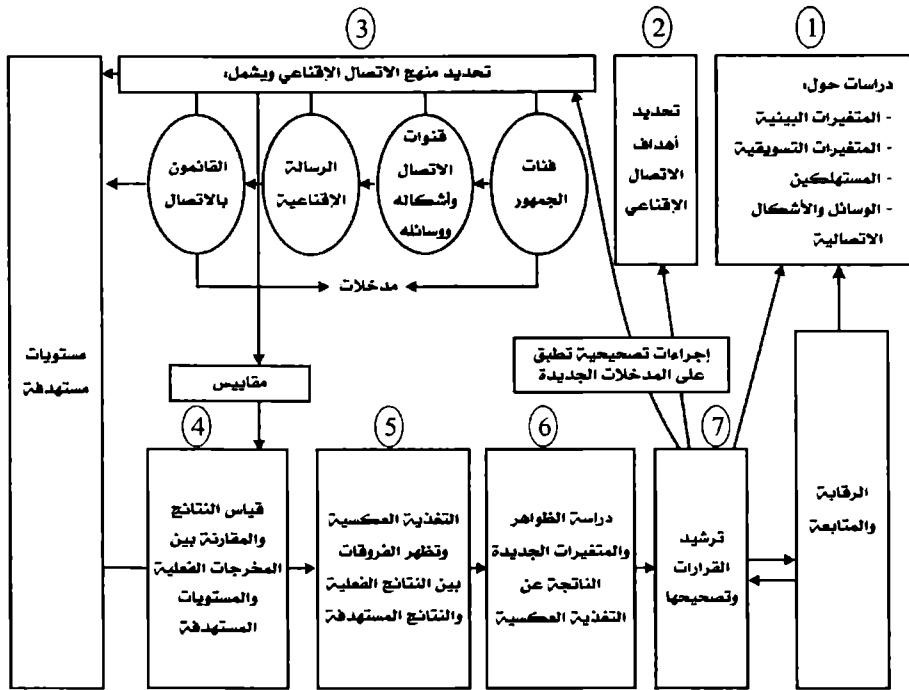 1
دراسات حول:
- المتغيرات البينية
- المتغيرات التسويقية
- المستهلكين
- الوسائل والأشكال
الاتصالية
2
تحديد
أهداف
الاتصال
الإقناعي
3
تحديد منهج الاتصال الإقناعي ويشمل:
فئات
الجمهور
قنوات
الاتصال
وأشكاله
ووسائله
الرسالة
الإقناعية
القائمون
بالاتصال
مدخلات
مستويات
مستهدفة
مقاييس
إجراءات تصحيحية تطبق
على المدخلات الجديدة
4
قياس النتائج
والمقارنة بين
المخرجات الفعلية
والمستويات
المستهدفة
5
التغذية العكسية
وتظهر الفروقات
بين النتائج الفعلية
والنتائج المستهدفة
6
دراسة الظواهر
والمتغيرات الجديدة
الناتجة عن
التغذية العكسية
7
ترشيد
القرارات
وتصحيحها
الرقابة
والمتابعة